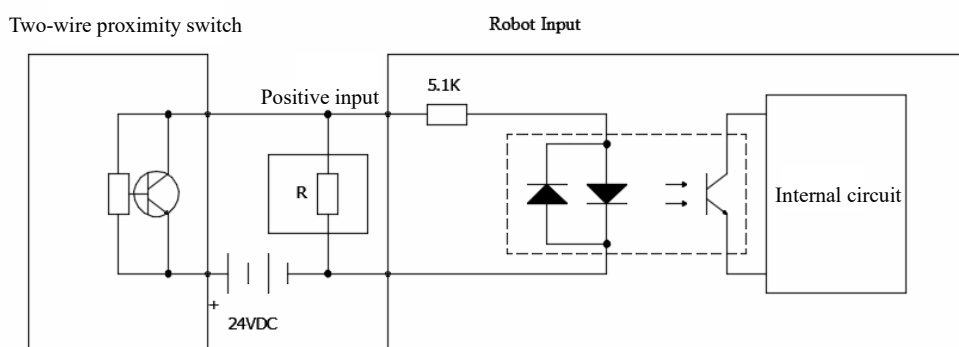 Two-wire proximity switch
Robot Input
Positive input
5.1K
R
Internal circuit
+
24VDC